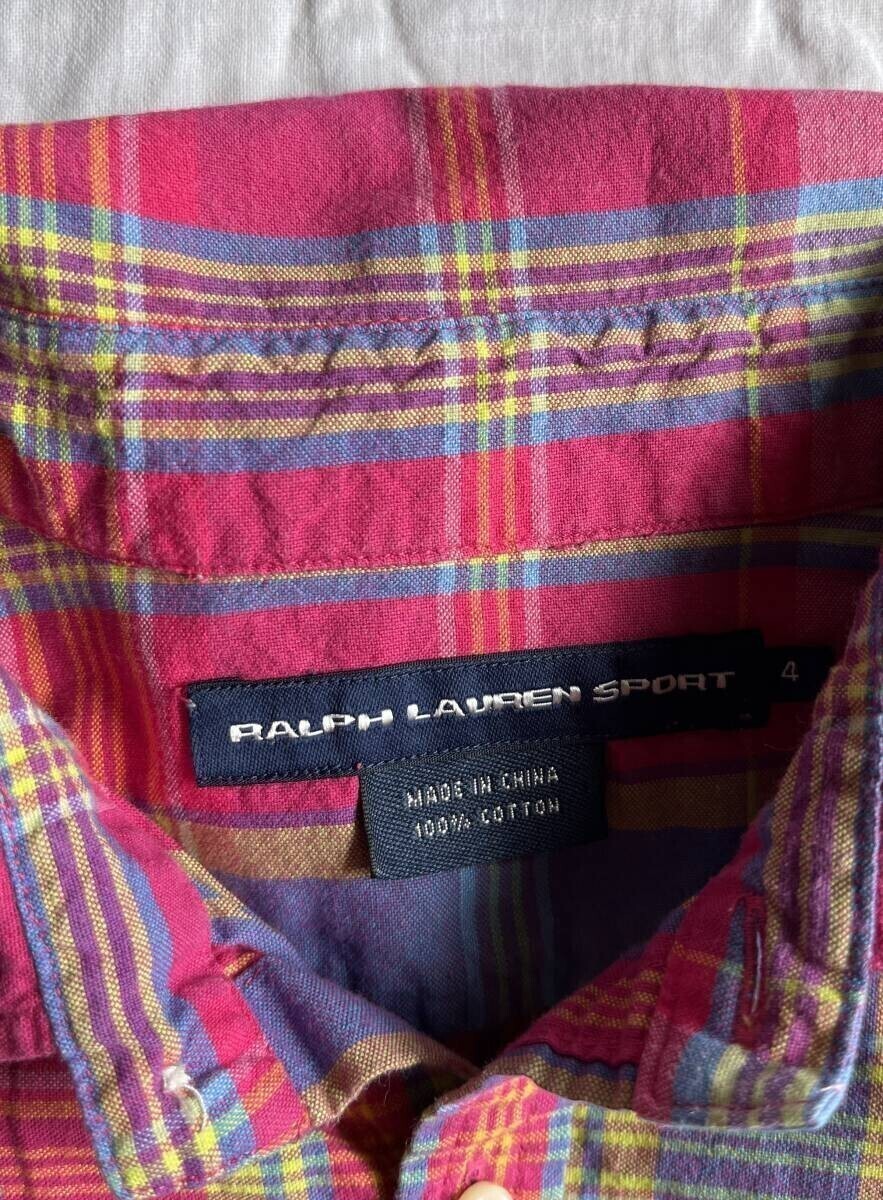 RALPH LAUREN SPORT
4
MADE IN CHINA
100% COTTON